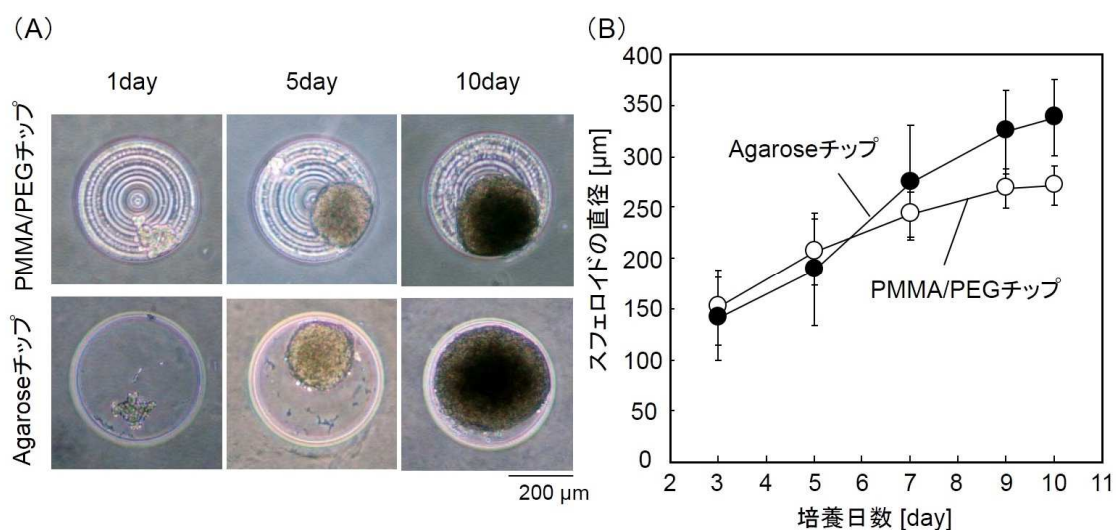 (A)
1day 5day 10day
PMMA/PEGチップ
Agaroseチップ
200 µm
(B)
スフェロイドの直径 [µm]
400
350
300
250
200
150
100
50
0
Agaroseチップ
PMMA/PEGチップ
2 3 4 5 6 7 8 9 10 11
培養日数 [day]